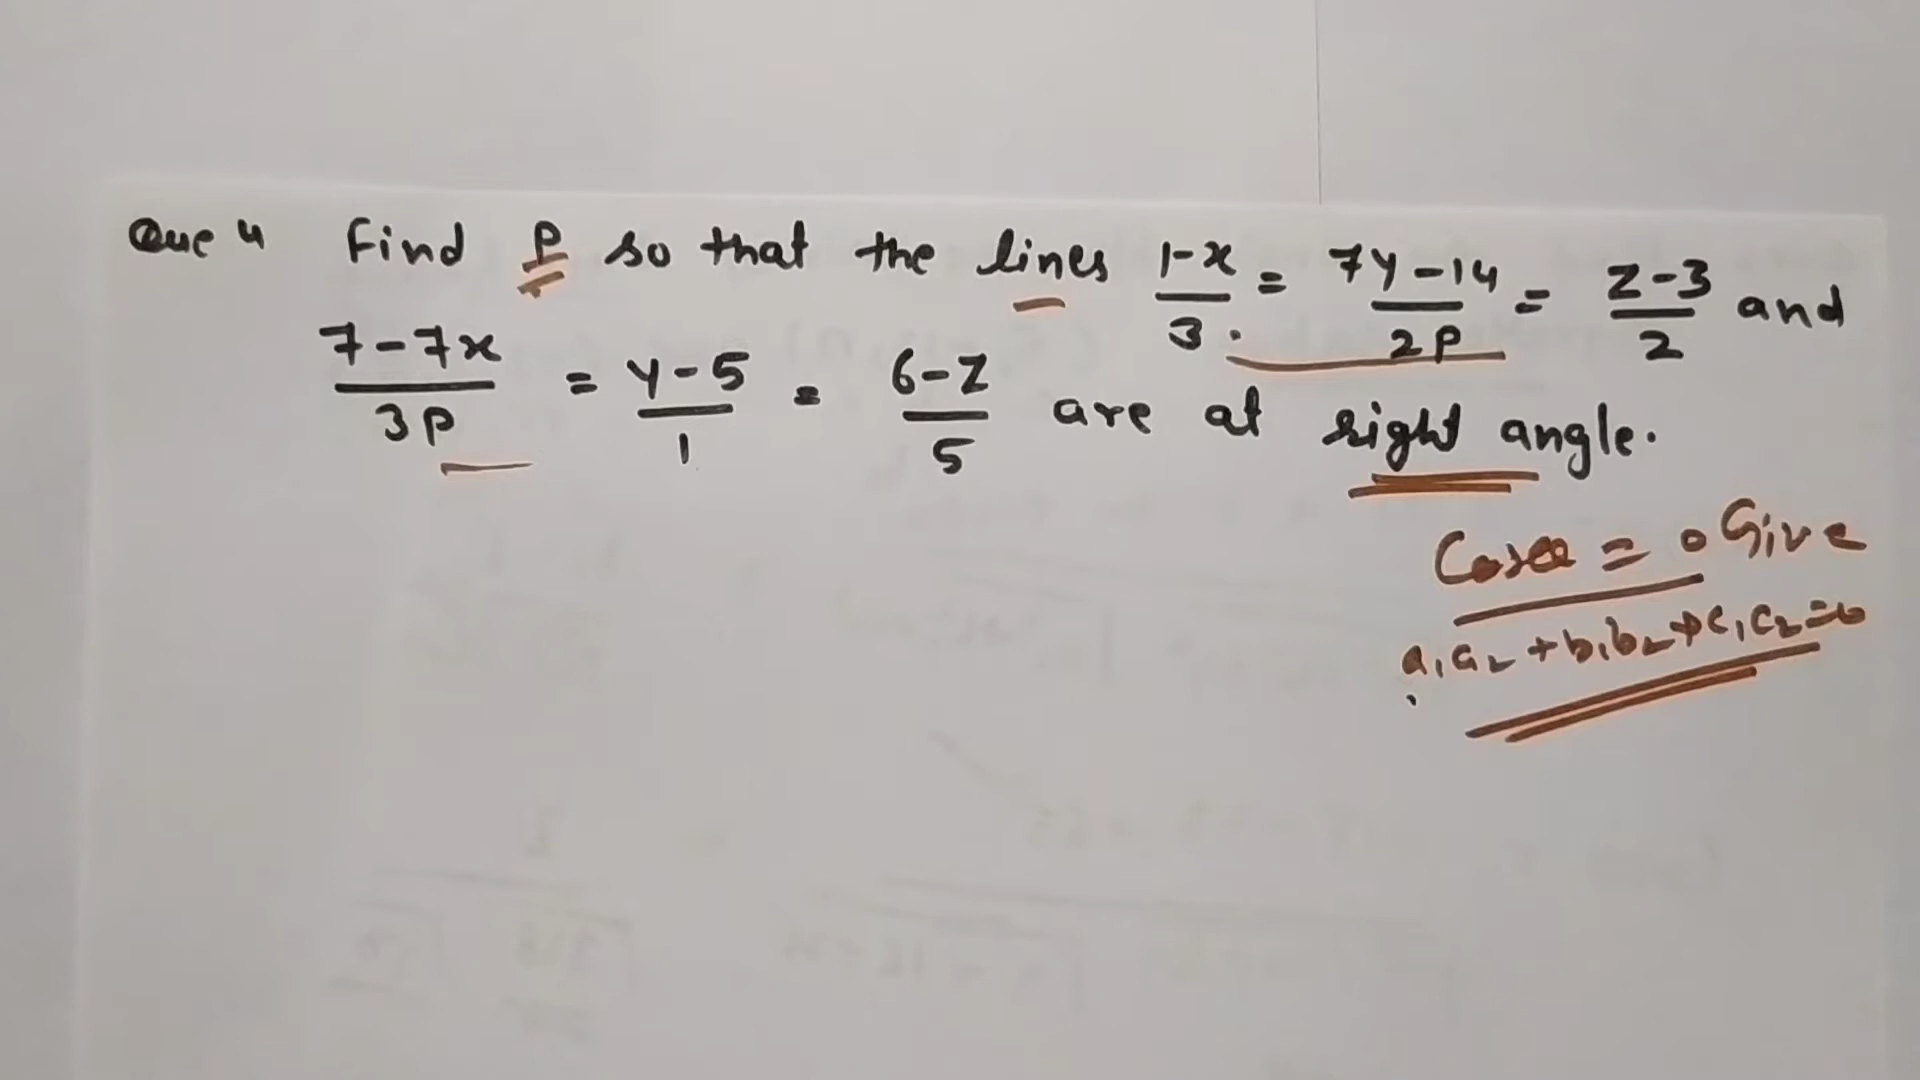 Que 4 Find P so that the lines 1-x/3 = 7y-14/2P = z-3/2 and
7-7x/3P = y-5/1 = 6-z/5 are at right angle.
= 0 Give
a₁a₂+b₁b₂+c₁c₂=0